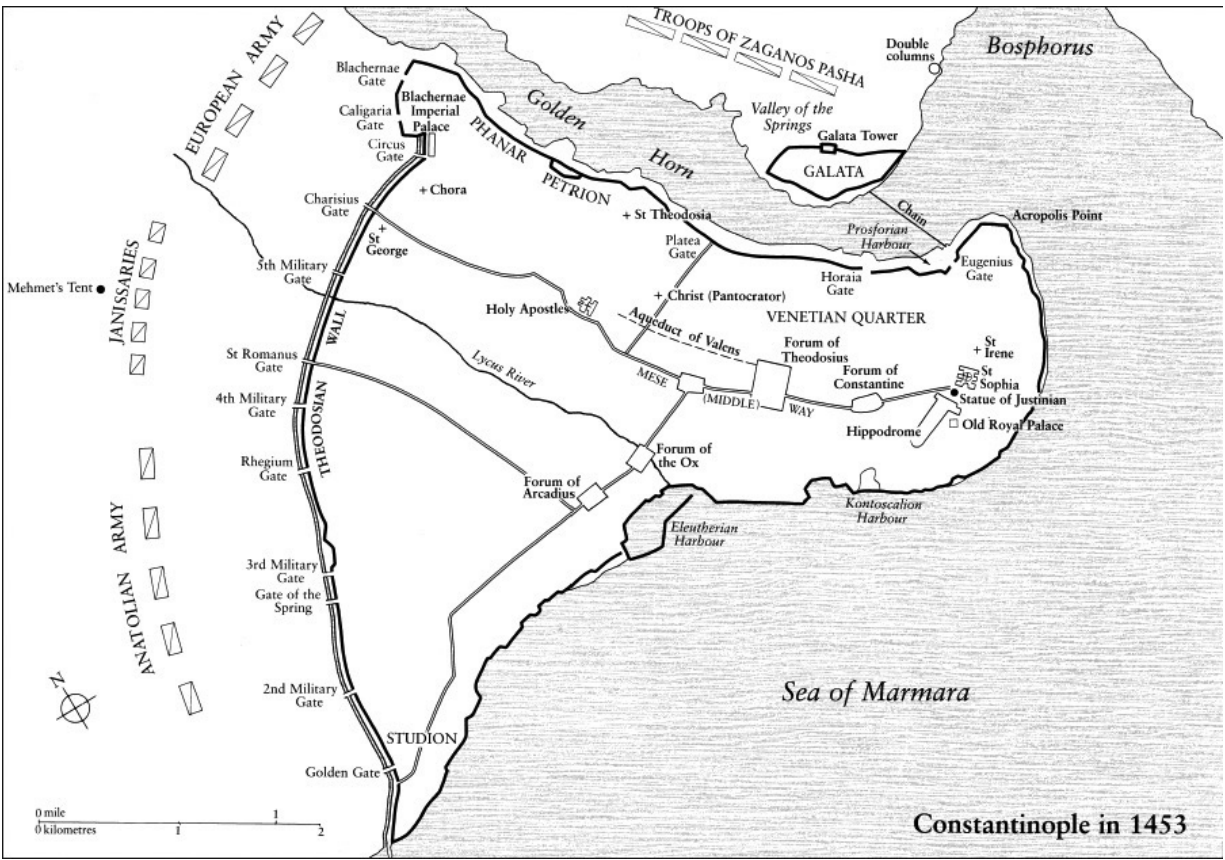 TROOPS OF ZAGANOS PASHA
EUROPEAN ARMY
Double
columns
Bosphorus
Blachernae
Gate
Blachernae
Imperial
Palace
Caligaria
Gate
Circus
Gate
Golden
Horn
Valley of the
Springs
Galata Tower
GALATA
PHANAR
PETRION
Chora
Charisius
Gate
St
George
St Theodosia
Platea
Gate
Chain
Prosforian
Harbour
Acropolis Point
Eugenius
Gate
Horaia
Gate
5th Military
Gate
Mehmet's Tent
JANISSARIES
Holy Apostles
Christ (Pantocrator)
VENETIAN QUARTER
Aqueduct of Valens
Forum of
Theodosius
St
Irene
St
Sophia
Forum of
Constantine
Statue of Justinian
St Romanus
Gate
WALL
Lycus River
MESE
(MIDDLE)
WAY
Hippodrome
Old Royal Palace
4th Military
Gate
THEODOSIAN
Rhegium
Gate
Forum of
the Ox
Forum of
Arcadius
Kontoscalion
Harbour
Eleutherian
Harbour
ANATOLIAN ARMY
3rd Military
Gate
Gate of the
Spring
N
2nd Military
Gate
Sea of Marmara
STUDION
Golden Gate
0 mile 1
0 kilometres 1 2
Constantinople in 1453